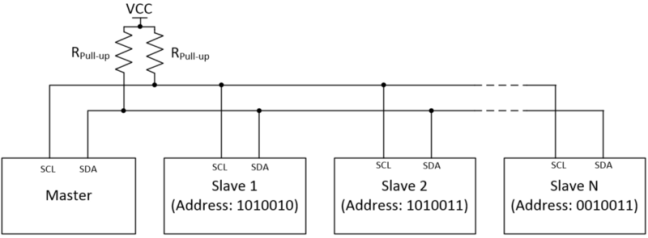 VCC
RPull-up
RPull-up
SCL SDA
Master
SCL SDA
Slave 1
(Address: 1010010)
SCL SDA
Slave 2
(Address: 1010011)
SCL SDA
Slave N
(Address: 0010011)